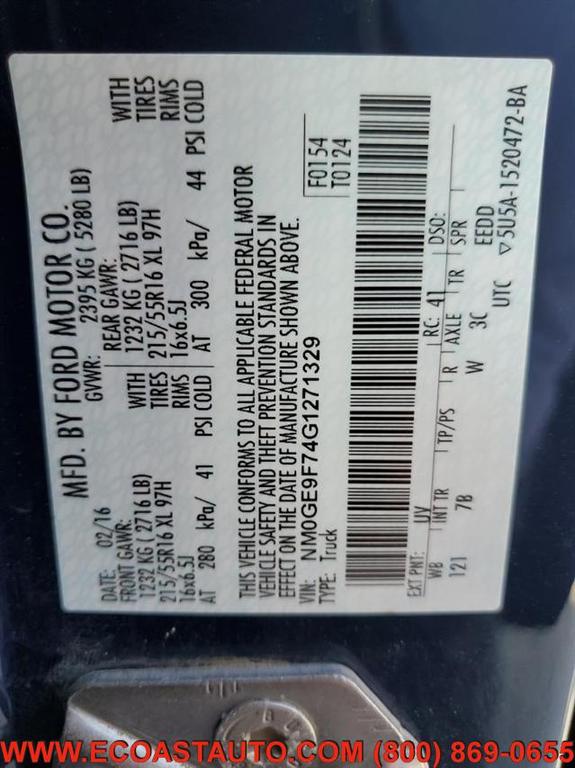 MFD. BY FORD MOTOR CO.
DATE: 02/16 GVWR: 2395 KG ( 5280 LB)
FRONT GAWR: REAR GAWR:
1232 KG ( 2716 LB) WITH 1232 KG ( 2716 LB) WITH
215/55R16 XL 97H TIRES 215/55R16 XL 97H TIRES
16x6.5J RIMS 16x6.5J RIMS
AT 280 kPa/ 41 PSI COLD AT 300 kPa/ 44 PSI COLD
THIS VEHICLE CONFORMS TO ALL APPLICABLE FEDERAL MOTOR
VEHICLE SAFETY AND THEFT PREVENTION STANDARDS IN
EFFECT ON THE DATE OF MANUFACTURE SHOWN ABOVE.
VIN: NM0GE9F74G1271329 F0154
TYPE: Truck T0124
EXT PNT: UY RC: 41 DSO:
WB INT TR TP/PS R AXLE TR SPR
121 7B W 3C EEDD
UTC ▽5U5A-1520472-BA
WWW.ECOASTAUTO.COM (800) 869-0655